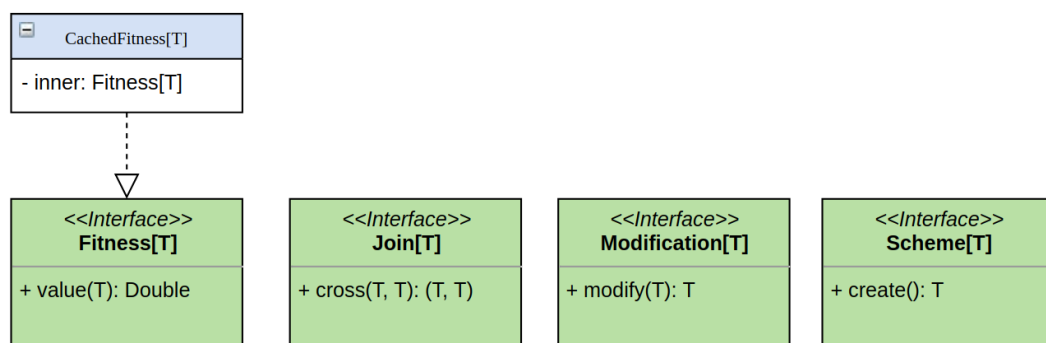 CachedFitness[T]
- inner: Fitness[T]
<<Interface>>
Fitness[T]
+ value(T): Double
<<Interface>>
Join[T]
+ cross(T, T): (T, T)
<<Interface>>
Modification[T]
+ modify(T): T
<<Interface>>
Scheme[T]
+ create(): T